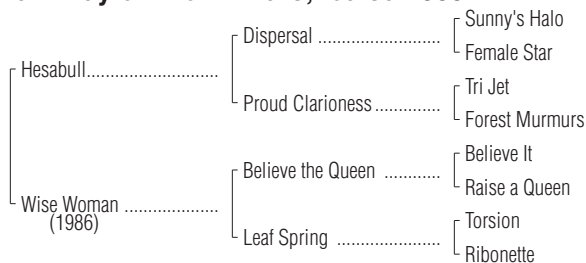 Sunny's Halo
Dispersal
Female Star
Hesabull
Tri Jet
Proud Clarioness
Forest Murmurs
Believe It
Believe the Queen
Raise a Queen
Wise Woman
(1986)
Torsion
Leaf Spring
Ribonette